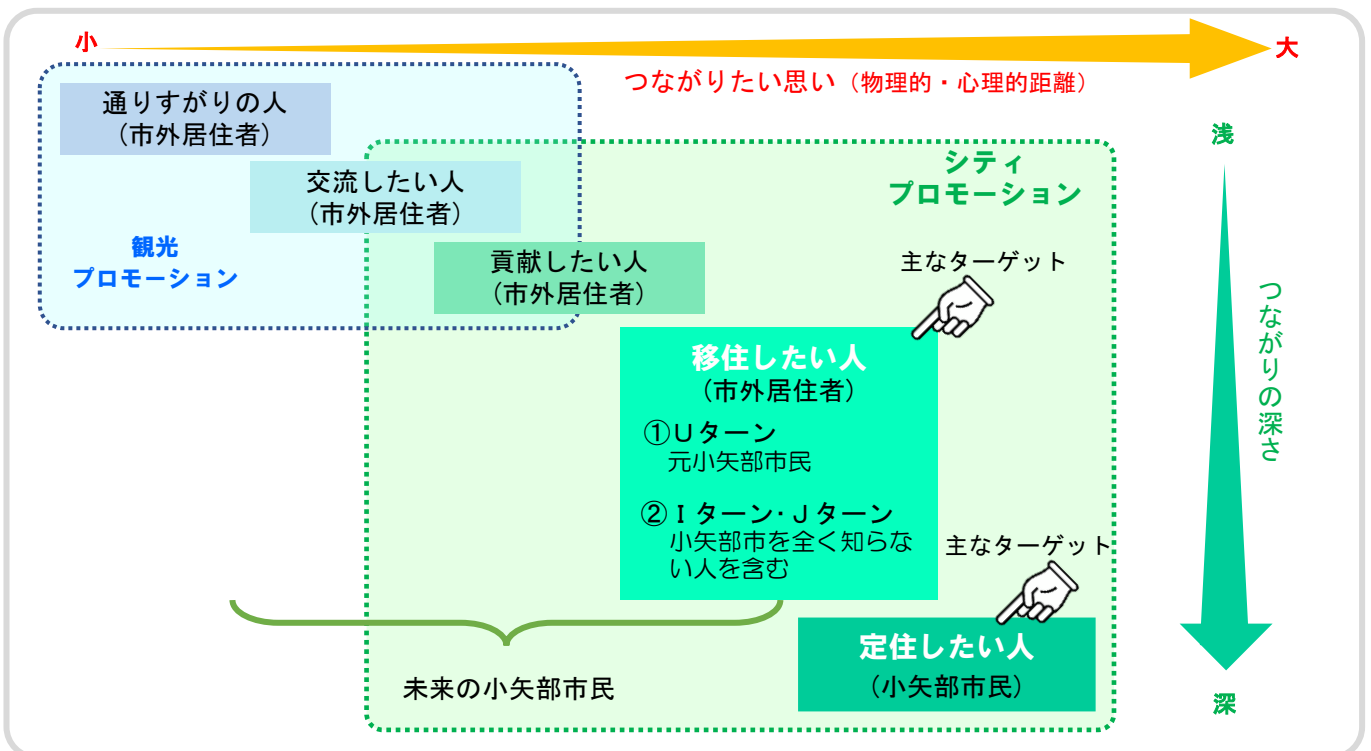 小
大
つながりたい思い（物理的・心理的距離）
通りすがりの人
（市外居住者）
浅
交流したい人
（市外居住者）
シティ
プロモーション
観光
プロモーション
貢献したい人
（市外居住者）
主なターゲット
つながりの深さ
移住したい人
（市外居住者）
①Ｕターン
元小矢部市民
②Ｉターン・Ｊターン
小矢部市を全く知らな
い人を含む
主なターゲット
定住したい人
（小矢部市民）
未来の小矢部市民
深